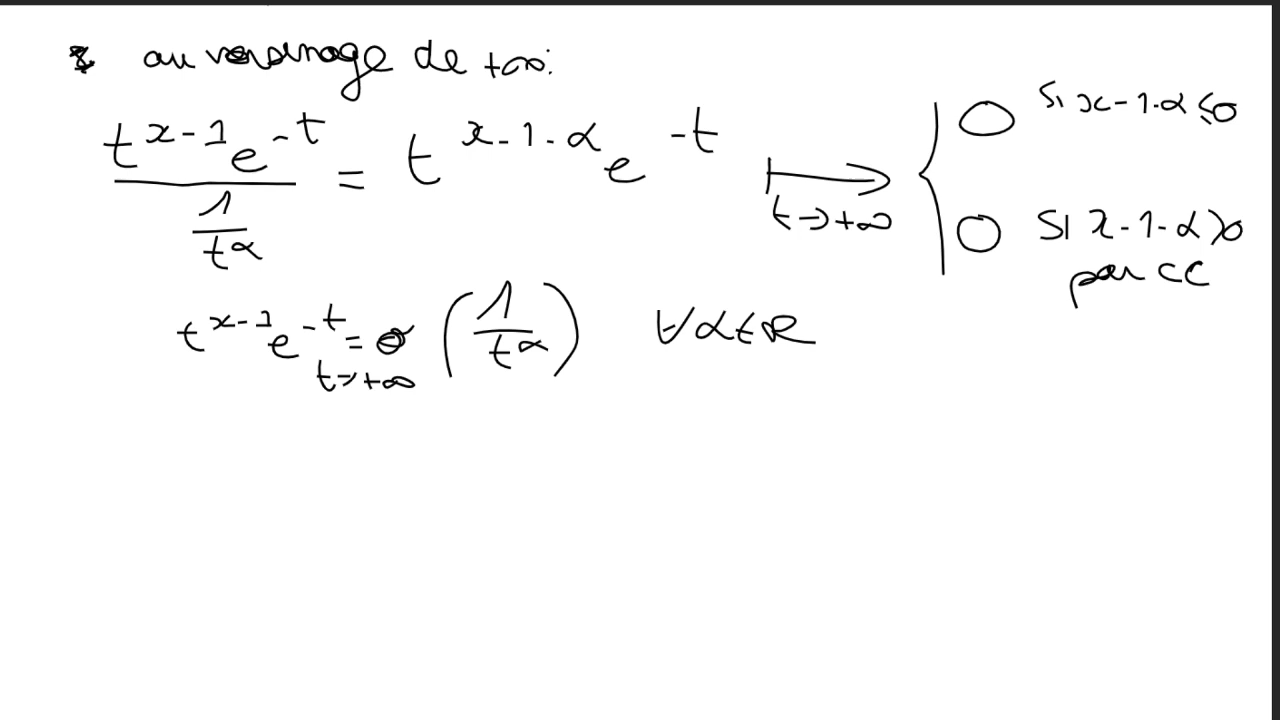 * au voisinage de +∞:
(t^{x-1} e^{-t}) / (1/t^α) = t^{x-1-α} e^{-t} ⟼_{t→+∞} { 0 si x-1-α≤0
0 si x-1-α>0
par CC
t^{x-1} e^{-t} =_{t→+∞} o(1/t^α) ∀α∈ℝ